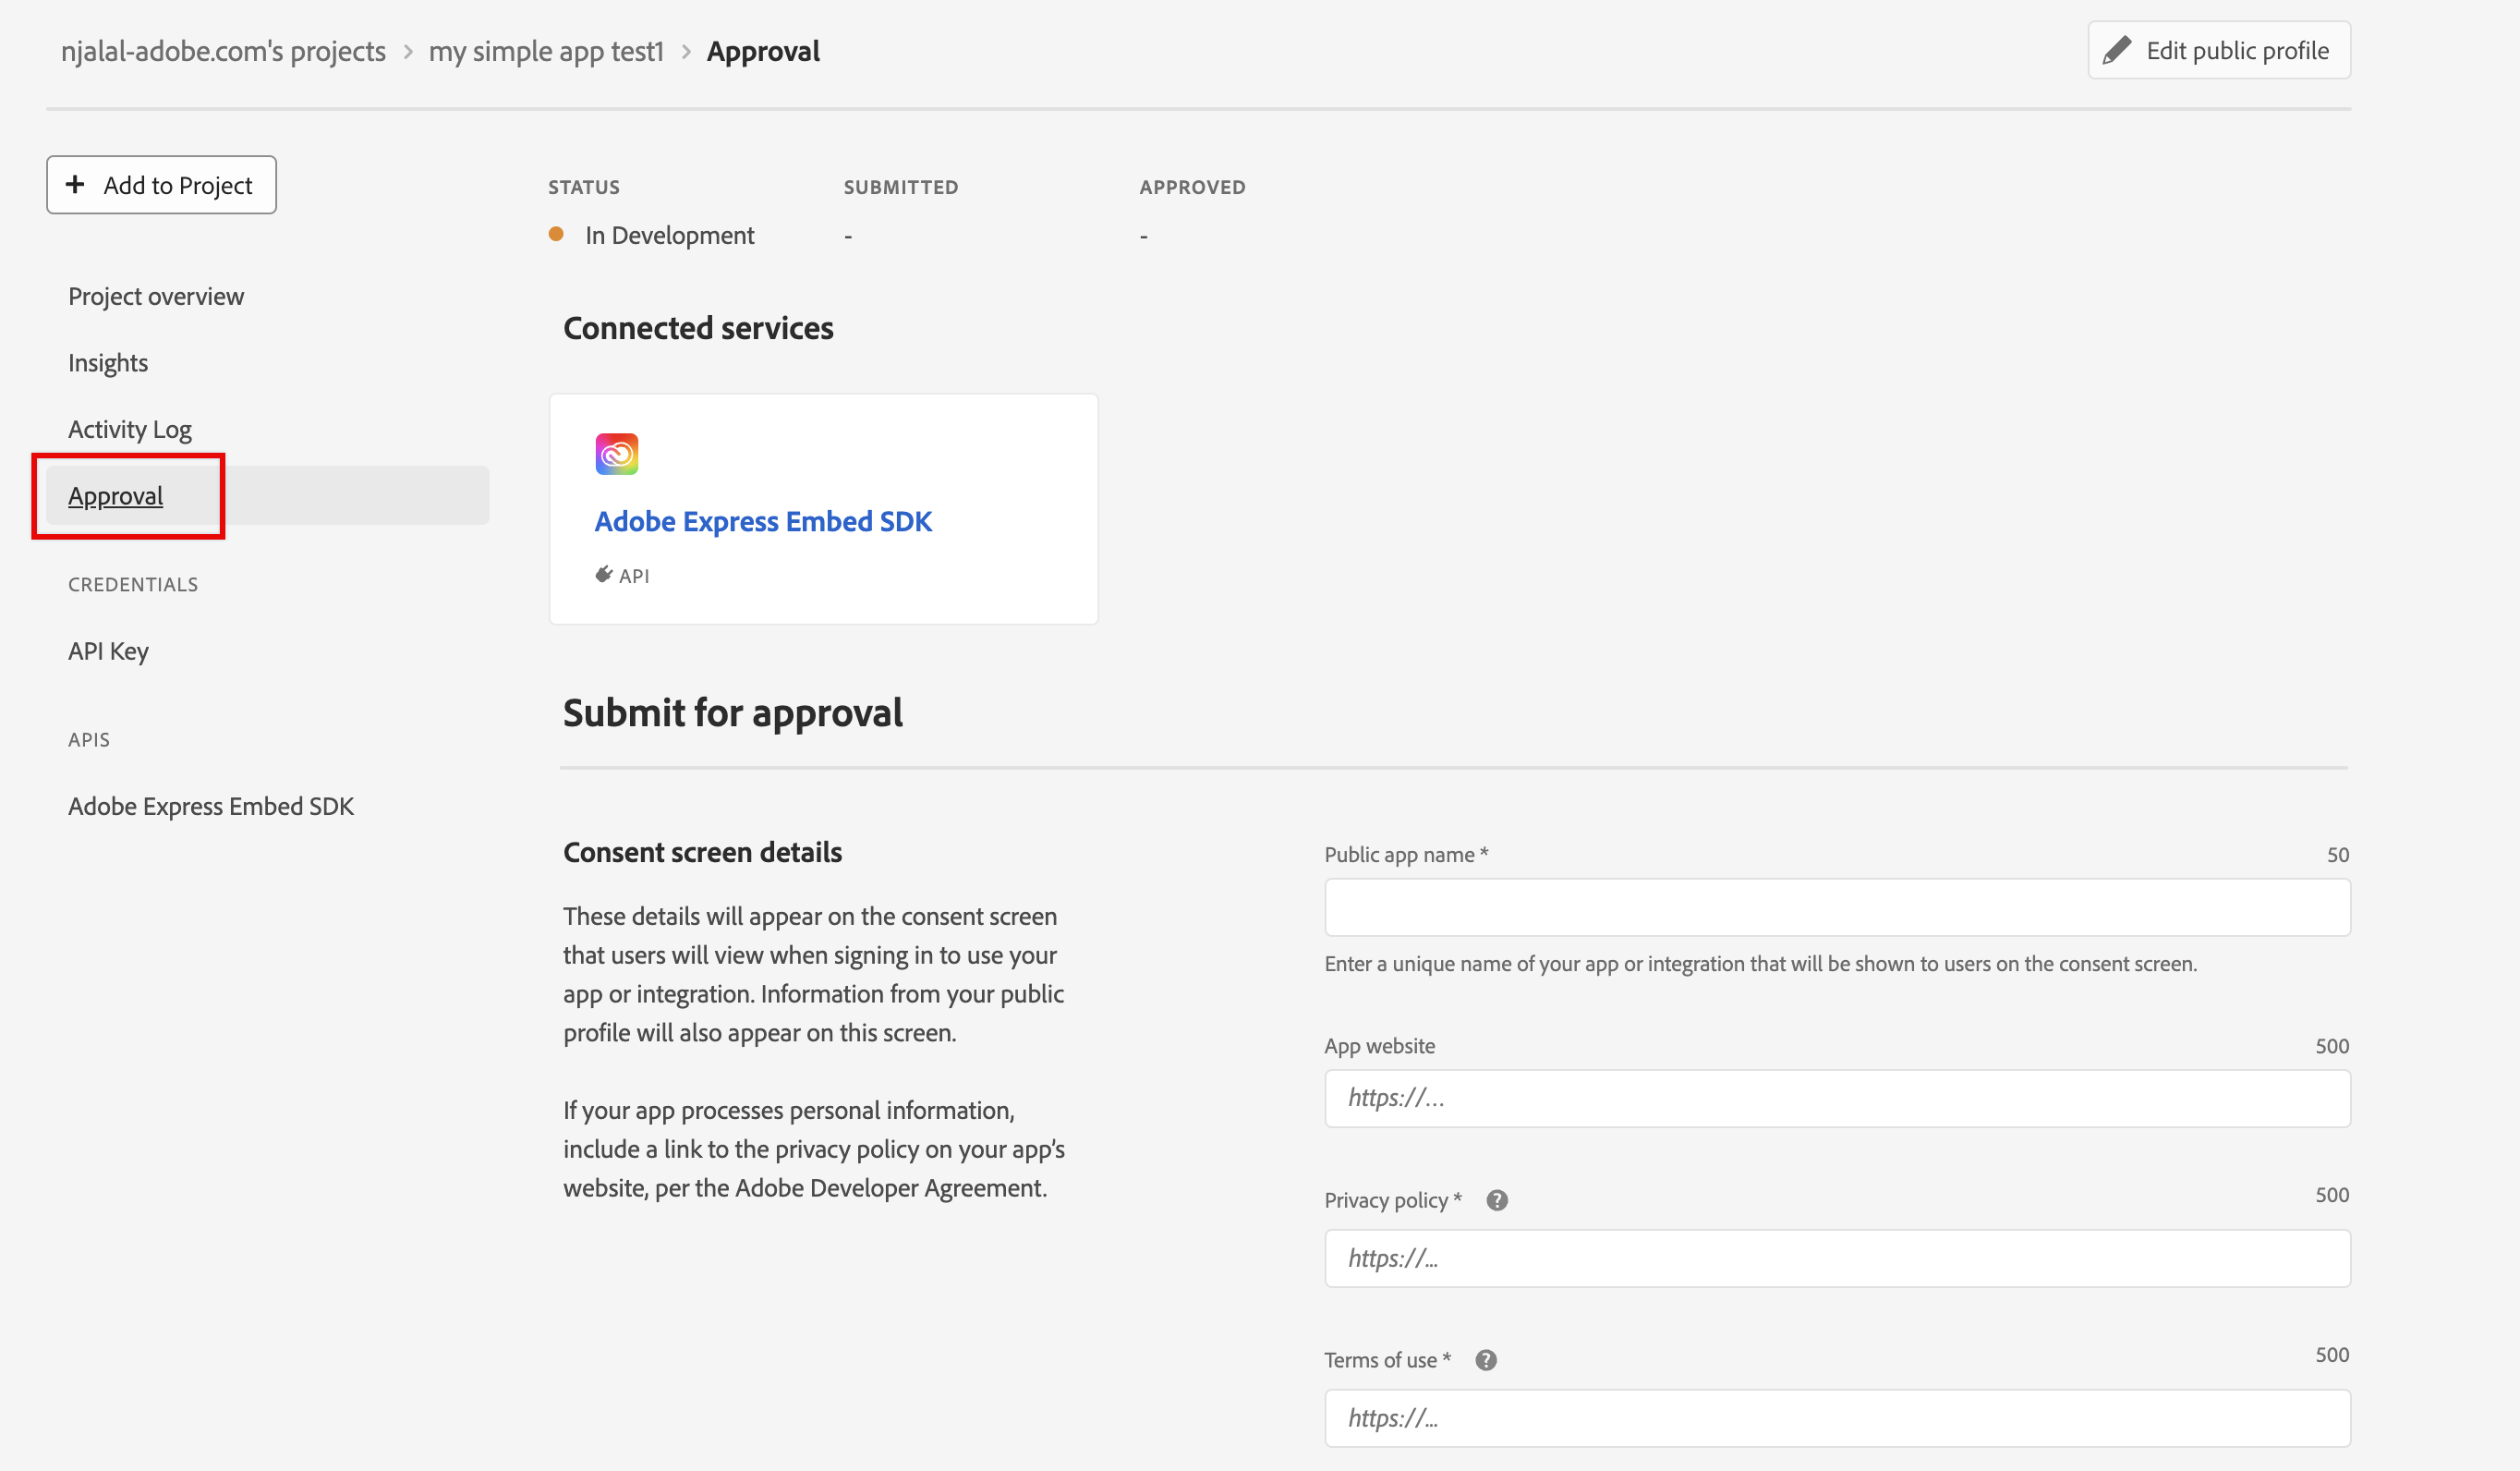 njalal-adobe.com's projects > my simple app test1 > Approval
Edit public profile
+ Add to Project
Project overview
Insights
Activity Log
Approval
CREDENTIALS
API Key
APIS
Adobe Express Embed SDK
STATUS SUBMITTED APPROVED
In Development - -
Connected services
Adobe Express Embed SDK
API
Submit for approval
Consent screen details
These details will appear on the consent screen
that users will view when signing in to use your
app or integration. Information from your public
profile will also appear on this screen.
If your app processes personal information,
include a link to the privacy policy on your app’s
website, per the Adobe Developer Agreement.
Public app name * 50
Enter a unique name of your app or integration that will be shown to users on the consent screen.
App website 500
https://...
Privacy policy * ? 500
https://...
Terms of use * ? 500
https://...